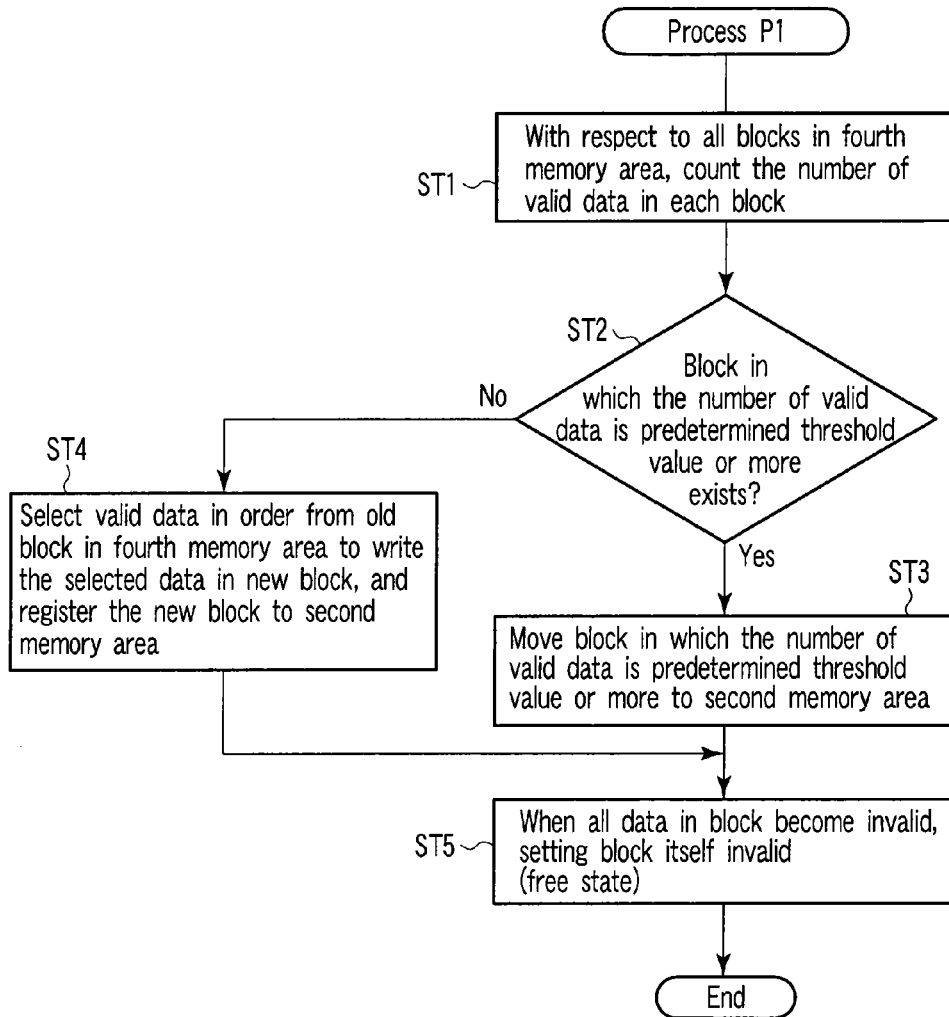 Process P1
With respect to all blocks in fourth
memory area, count the number of
valid data in each block
ST1
ST2
Block in
which the number of valid
data is predetermined threshold
value or more
exists?
No
Yes
ST4
Select valid data in order from old
block in fourth memory area to write
the selected data in new block, and
register the new block to second
memory area
ST3
Move block in which the number of
valid data is predetermined threshold
value or more to second memory area
ST5
When all data in block become invalid,
setting block itself invalid
(free state)
End